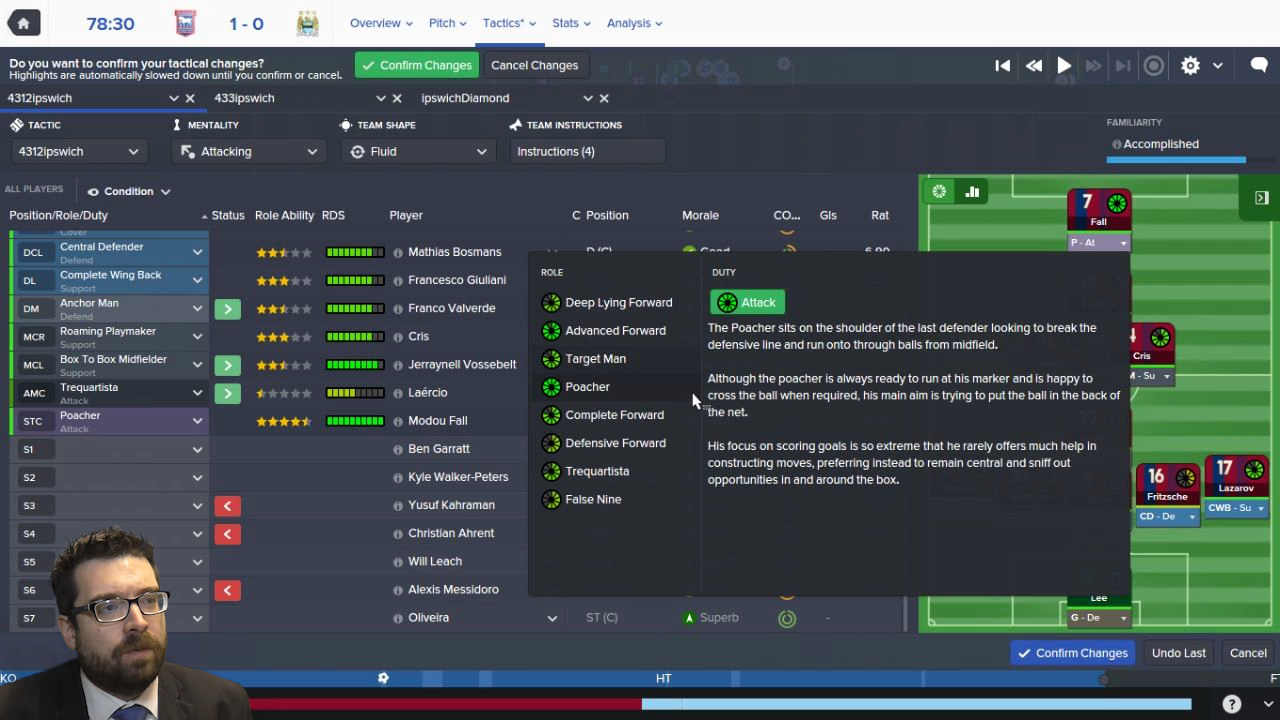 78:30
1 - 0
Overview
Pitch
Tactics*
Stats
Analysis
Do you want to confirm your tactical changes?
Highlights are automatically slowed down until you confirm or cancel.
Confirm Changes
Cancel Changes
4312ipswich
433ipswich
ipswichDiamond
TACTIC
MENTALITY
TEAM SHAPE
TEAM INSTRUCTIONS
FAMILIARITY
4312ipswich
Attacking
Fluid
Instructions (4)
Accomplished
ALL PLAYERS
Condition
Position/Role/Duty
Status
Role Ability
RDS
Player
C
Position
Morale
CO...
Gls
Rat
Cover
DCL
Central Defender
Defend
Mathias Bosmans
D (C)
Good
6.90
DL
Complete Wing Back
Support
Francesco Giuliani
DM
Anchor Man
Defend
Franco Valverde
MCR
Roaming Playmaker
Support
Cris
MCL
Box To Box Midfielder
Support
Jerraynell Vossebelt
AMC
Trequartista
Attack
Laércio
STC
Poacher
Attack
Modou Fall
S1
Ben Garratt
S2
Kyle Walker-Peters
S3
Yusuf Kahraman
S4
Christian Ahrent
S5
Will Leach
S6
Alexis Messidoro
S7
Oliveira
ST (C)
Superb
-
ROLE
Deep Lying Forward
Advanced Forward
Target Man
Poacher
Complete Forward
Defensive Forward
Trequartista
False Nine
DUTY
Attack
The Poacher sits on the shoulder of the last defender looking to break the
defensive line and run onto through balls from midfield.
Although the poacher is always ready to run at his marker and is happy to
cross the ball when required, his main aim is trying to put the ball in the back of
the net.
His focus on scoring goals is so extreme that he rarely offers much help in
constructing moves, preferring instead to remain central and sniff out
opportunities in and around the box.
7
Fall
P - At
Cris
M - Su
16
Fritzsche
CD - De
17
Lazarov
CWB - Su
Lee
G - De
Confirm Changes
Undo Last
Cancel
KO
HT
FT
?